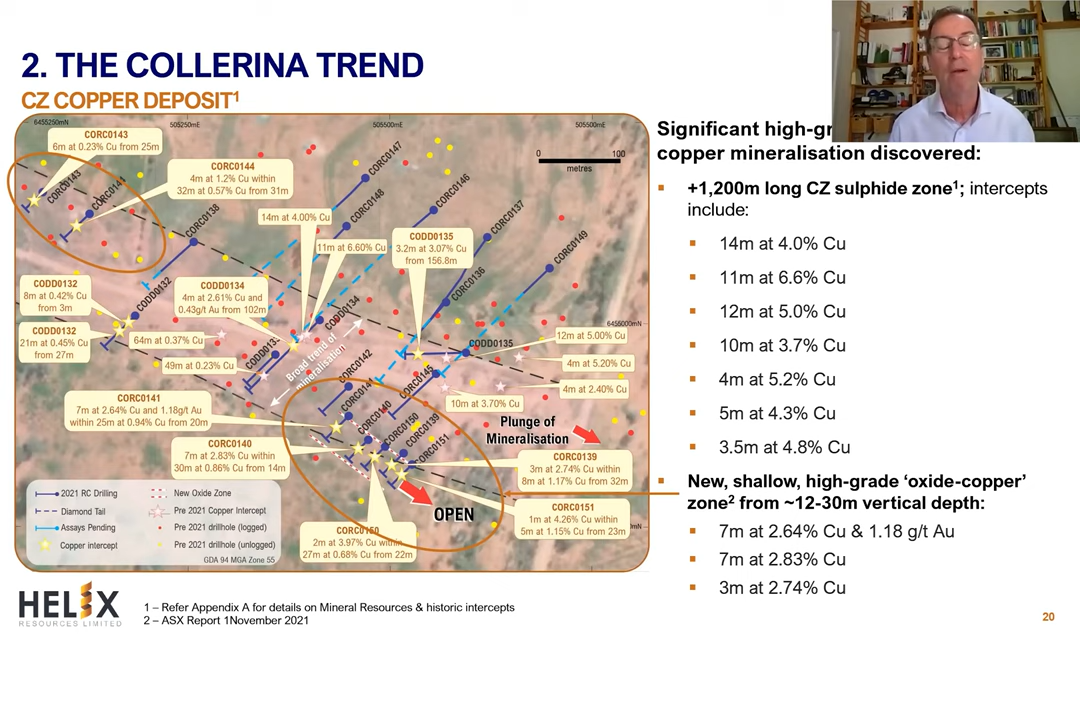 2. THE COLLERINA TREND
CZ COPPER DEPOSIT¹
6455250mN
505250mE
505500mE
505500mE
CORC0143
6m at 0.23% Cu from 25m
CORC0144
4m at 1.2% Cu within
32m at 0.57% Cu from 31m
CORC0147
0 100
metres
CORC0143
CORC0141
CORC0148
CORC0146
CORC0138
14m at 4.00% Cu
CORC0137
11m at 6.60% Cu
CODD0135
3.2m at 3.07% Cu
from 156.8m
CORC0149
CORC0136
CODD0132
8m at 0.42% Cu
from 3m
CODD0132
CODD0134
4m at 2.61% Cu and
0.43g/t Au from 102m
CODD0134
6455000mN
CODD0132
21m at 0.45% Cu
from 27m
64m at 0.37% Cu
12m at 5.00% Cu
CODD0135
49m at 0.23% Cu
CODD013
Broad trend of
mineralisation
4m at 5.20% Cu
CORC0142
CORC0145
4m at 2.40% Cu
10m at 3.70% Cu
CORC0141
7m at 2.64% Cu and 1.18g/t Au
within 25m at 0.94% Cu from 20m
CORC0141
CORC0140
CORC0150
CORC0139
CORC0151
Plunge of
Mineralisation
CORC0140
7m at 2.83% Cu within
30m at 0.86% Cu from 14m
CORC0139
3m at 2.74% Cu within
8m at 1.17% Cu from 32m
OPEN
CORC0151
1m at 4.26% Cu within
5m at 1.15% Cu from 23m
mN
CORC0150
2m at 3.97% Cu within
27m at 0.68% Cu from 22m
2021 RC Drilling
Diamond Tail
Assays Pending
Copper intercept
New Oxide Zone
Pre 2021 Copper Intercept
Pre 2021 drillhole (logged)
Pre 2021 drillhole (unlogged)
GDA 94 MGA Zone 55
Significant high-gr
copper mineralisation discovered:
▪ +1,200m long CZ sulphide zone¹; intercepts
include:
▪ 14m at 4.0% Cu
▪ 11m at 6.6% Cu
▪ 12m at 5.0% Cu
▪ 10m at 3.7% Cu
▪ 4m at 5.2% Cu
▪ 5m at 4.3% Cu
▪ 3.5m at 4.8% Cu
▪ New, shallow, high-grade ‘oxide-copper’
zone² from ~12-30m vertical depth:
▪ 7m at 2.64% Cu & 1.18 g/t Au
▪ 7m at 2.83% Cu
▪ 3m at 2.74% Cu
HELIX
RESOURCES LIMITED
1 – Refer Appendix A for details on Mineral Resources & historic intercepts
2 – ASX Report 1November 2021
20